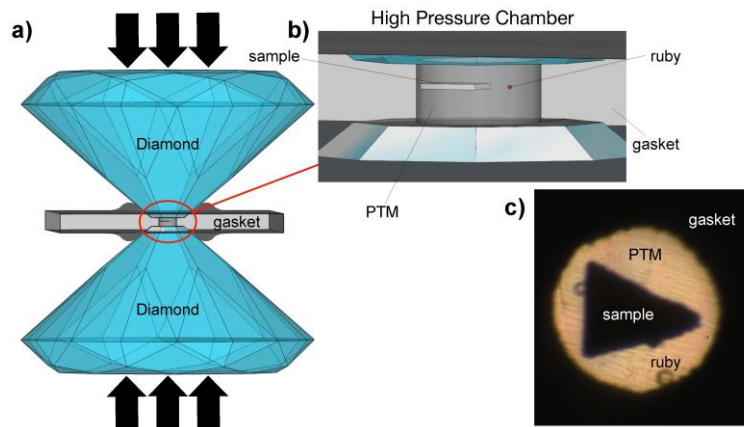 a)
Diamond
gasket
Diamond
b)
High Pressure Chamber
sample
ruby
gasket
PTM
c)
gasket
PTM
sample
ruby